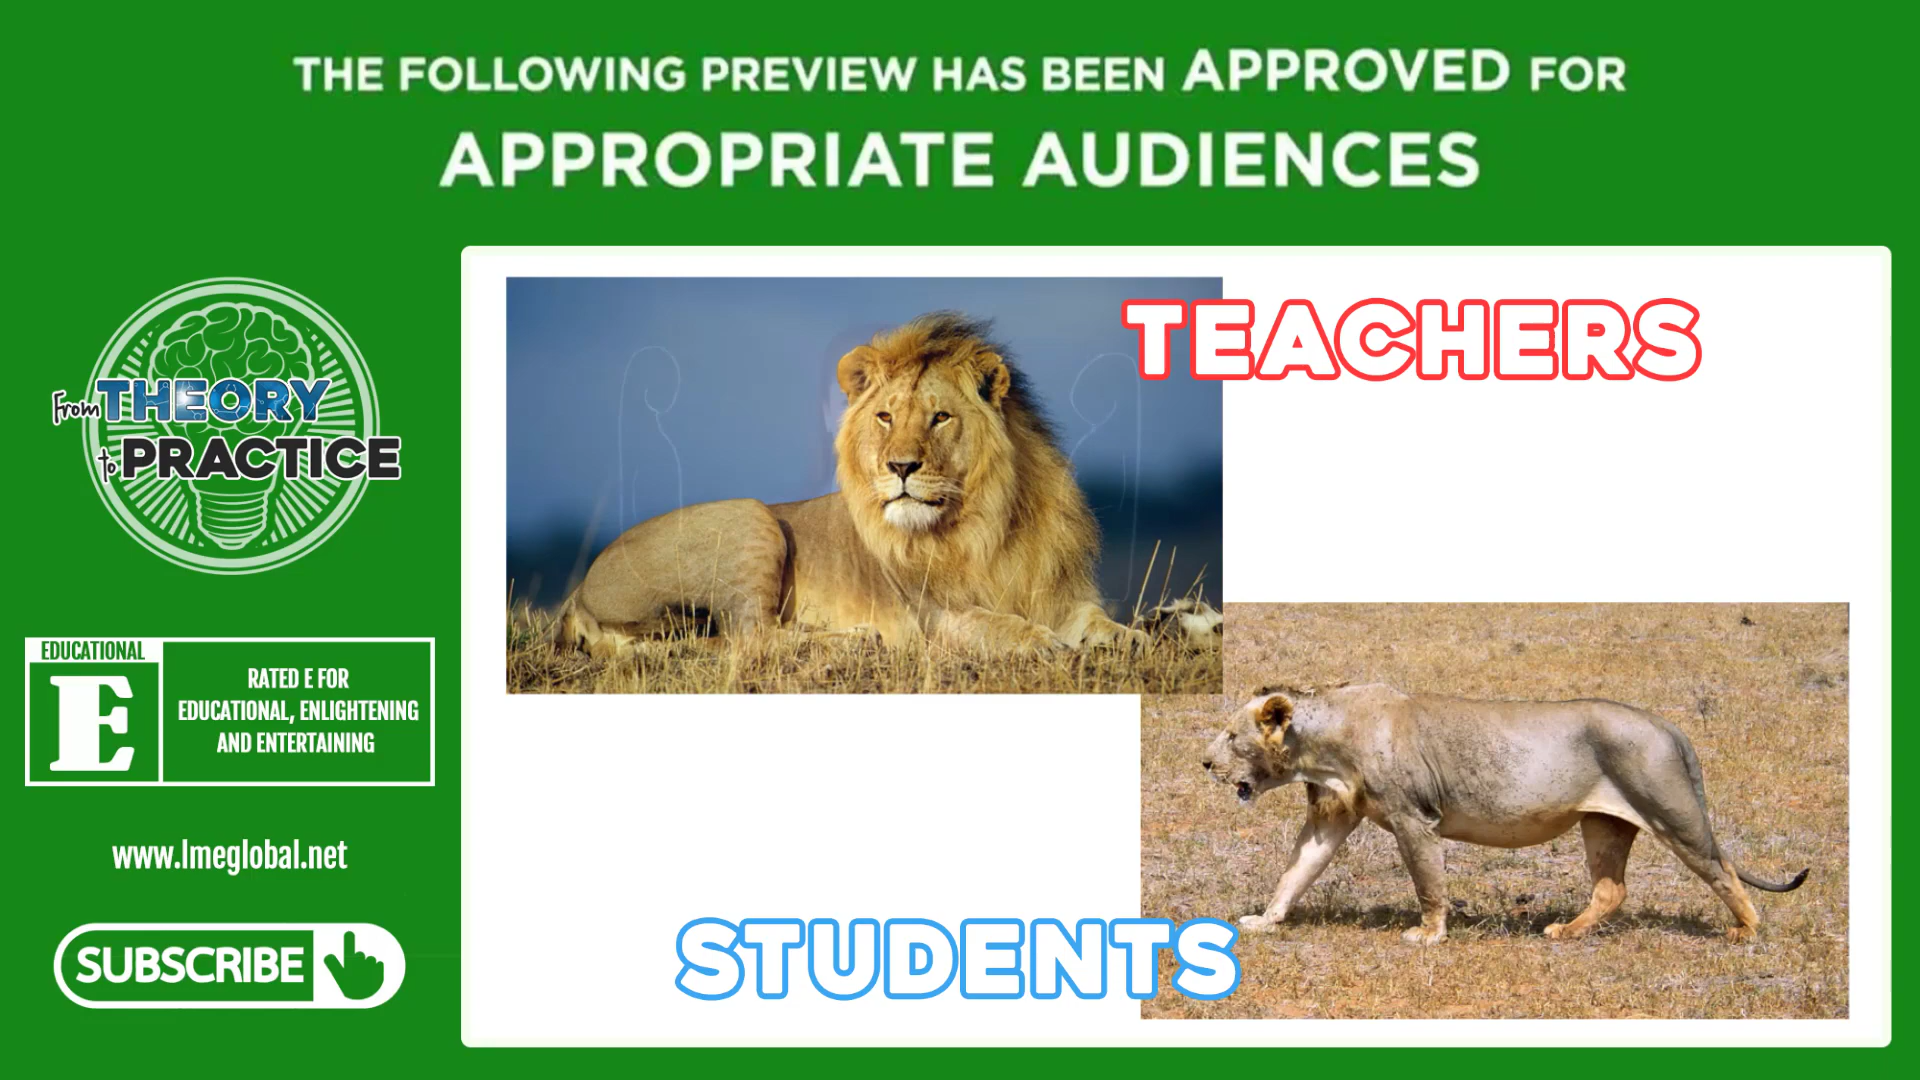 THE FOLLOWING PREVIEW HAS BEEN APPROVED FOR
APPROPRIATE AUDIENCES
From THEORY
to PRACTICE
EDUCATIONAL
E
RATED E FOR
EDUCATIONAL, ENLIGHTENING
AND ENTERTAINING
www.lmeglobal.net
SUBSCRIBE
TEACHERS
STUDENTS